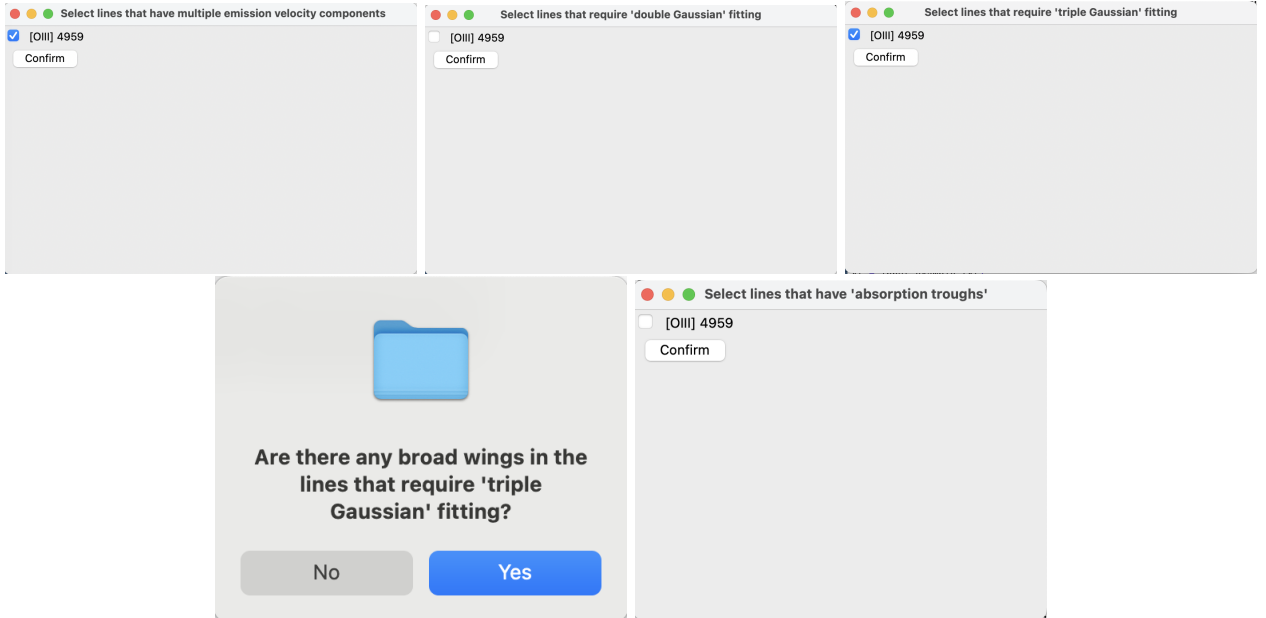 Select lines that have multiple emission velocity components
[OIII] 4959
Confirm
Select lines that require 'double Gaussian' fitting
[OIII] 4959
Confirm
Select lines that require 'triple Gaussian' fitting
[OIII] 4959
Confirm
Are there any broad wings in the
lines that require 'triple
Gaussian' fitting?
No
Yes
Select lines that have 'absorption troughs'
[OIII] 4959
Confirm